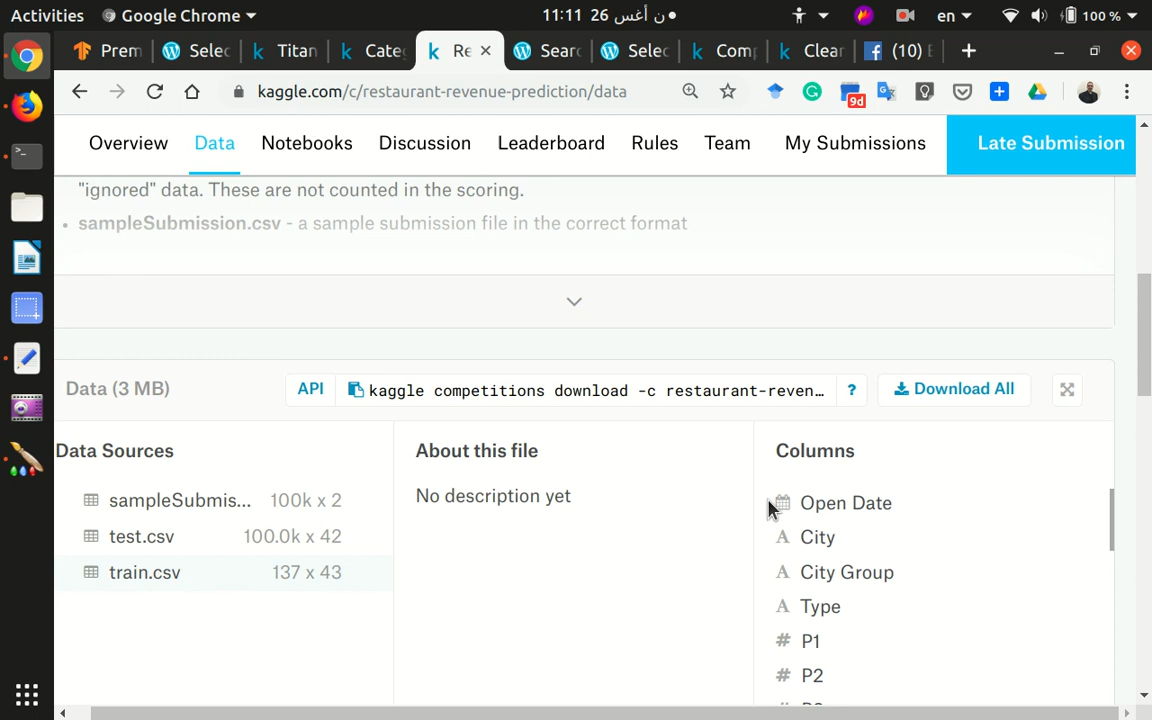 Activities Google Chrome 11:11 26 ن أغس en 100 %
Prem Selec Titan Cate Re Sear Selec Com Clear (10) E
kaggle.com/c/restaurant-revenue-prediction/data 9d
Overview Data Notebooks Discussion Leaderboard Rules Team My Submissions Late Submission
"ignored" data. These are not counted in the scoring.
• sampleSubmission.csv - a sample submission file in the correct format
Data (3 MB) API kaggle competitions download -c restaurant-reven… ? Download All
Data Sources About this file Columns
sampleSubmis... 100k x 2 No description yet Open Date
test.csv 100.0k x 42 A City
train.csv 137 x 43 A City Group
A Type
# P1
# P2